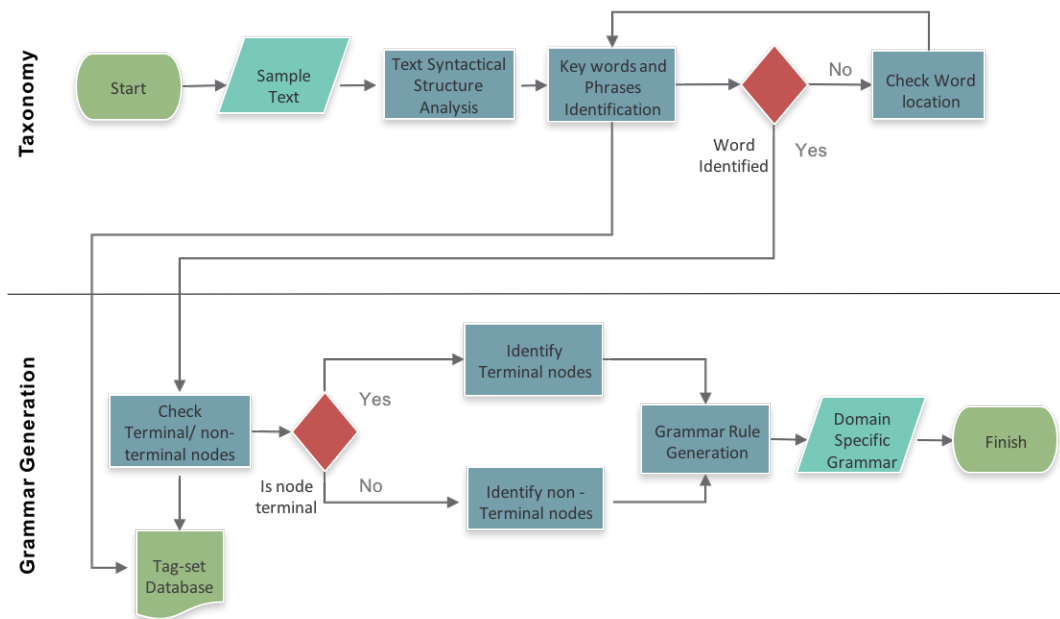 Taxonomy
Start
Sample
Text
Text Syntactical
Structure
Analysis
Key words and
Phrases
Identification
No
Check Word
location
Word
Identified
Yes
Grammar Generation
Check
Terminal/ non-
terminal nodes
Yes
Is node
terminal
No
Identify
Terminal nodes
Identify non -
Terminal nodes
Grammar Rule
Generation
Domain
Specific
Grammar
Finish
Tag-set
Database